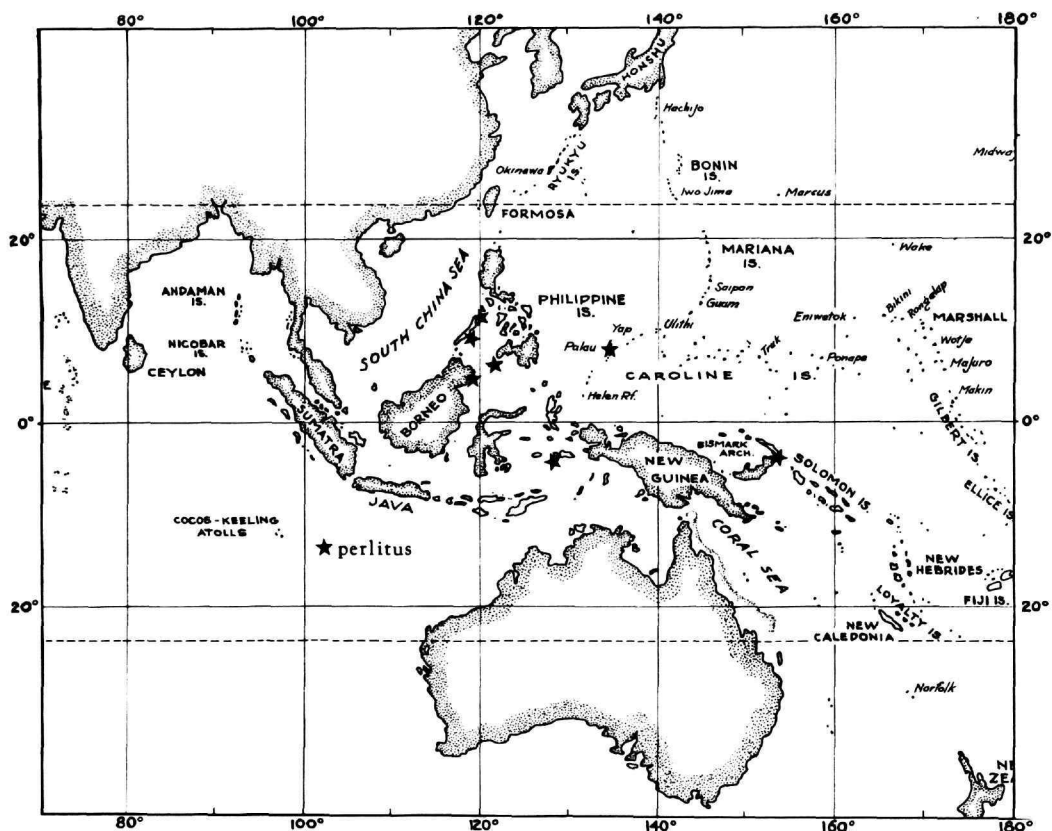 80° 100° 120° 140° 160° 180°
HONSHU
Hachijo
Midway
BONIN
IS.
Okinawa
RYUKYU
IS.
Iwo Jima
Marcus
FORMOSA
20° 20°
MARIANA
IS.
Wake
SOUTH CHINA SEA
ANDAMAN
IS.
Saipan
Guam
PHILIPPINE
IS.
Bikini
Rongelap
Eniwetok
MARSHALL
NICOBAR
IS.
Yap
Ulithi
Wotje
Palau
Truk
Ponape
Majuro
CEYLON
CAROLINE IS.
Makin
Helen Rf.
BORNEO
SUMATRA
GILBERT IS.
0° 0°
BISMARK
ARCH.
SOLOMON IS.
NEW
GUINEA
ELLICE IS.
JAVA
COCOS-KEELING
ATOLLS
CORAL SEA
perlitus
NEW
HEBRIDES
FIJI IS.
20° 20°
LOYALTY IS.
NEW
CALEDONIA
Norfolk
NE
ZEA
80° 100° 120° 140° 160° 180°